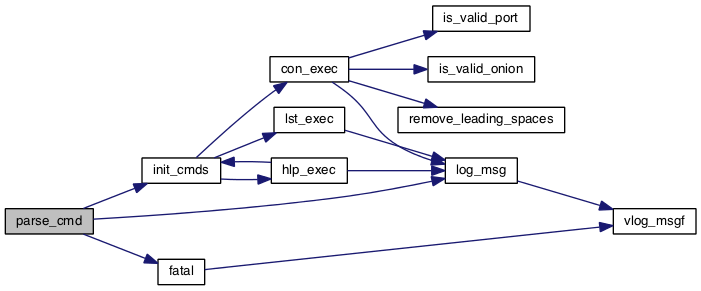 is_valid_port
con_exec
is_valid_onion
lst_exec
remove_leading_spaces
init_cmds
hlp_exec
log_msg
parse_cmd
vlog_msgf
fatal